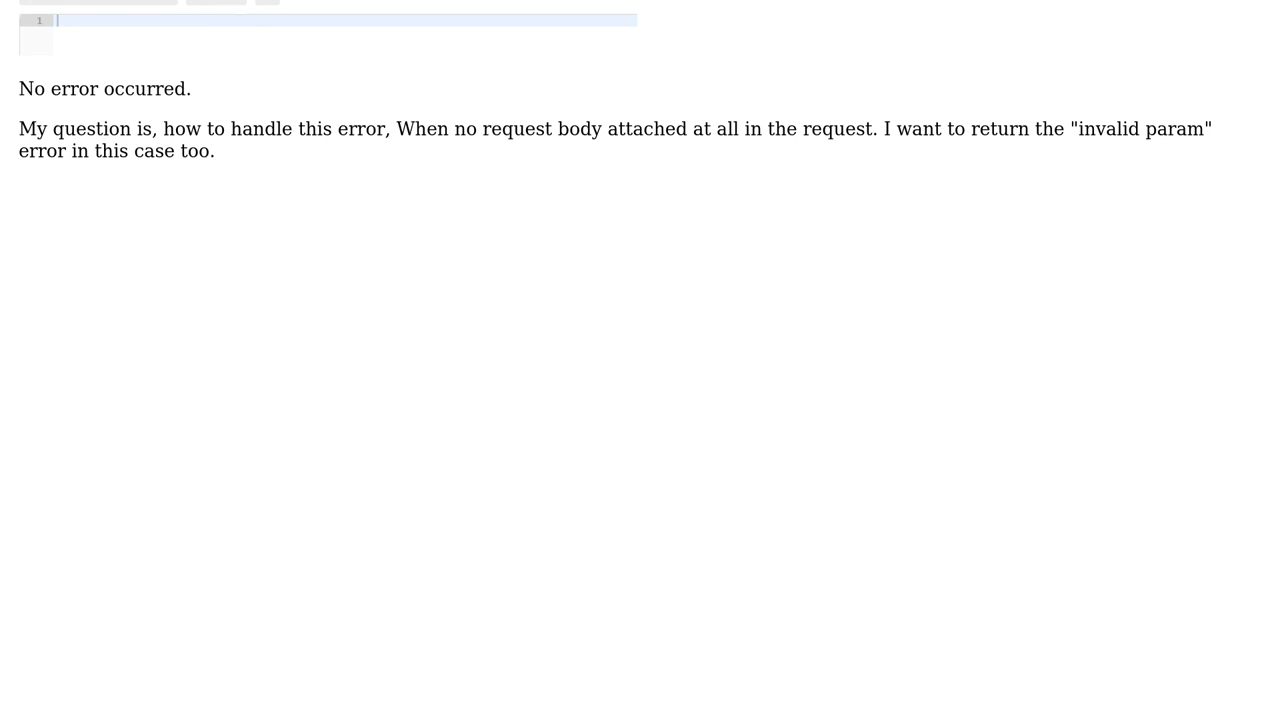 1
No error occurred.
My question is, how to handle this error, When no request body attached at all in the request. I want to return the "invalid param"
error in this case too.